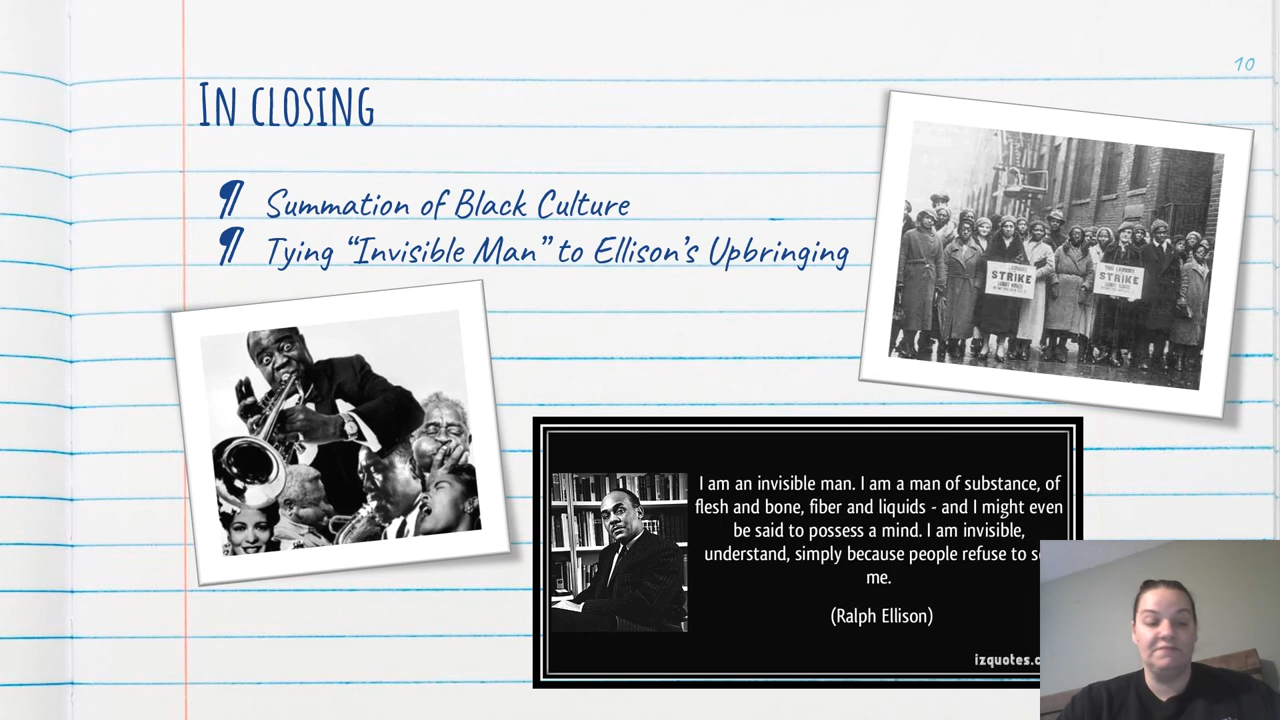 10
In closing
¶ Summation of Black Culture
¶ Tying “Invisible Man” to Ellison’s Upbringing
STRIKE
STRIKE
I am an invisible man. I am a man of substance, of
flesh and bone, fiber and liquids - and I might even
be said to possess a mind. I am invisible,
understand, simply because people refuse to
me.
(Ralph Ellison)
izquotes.c